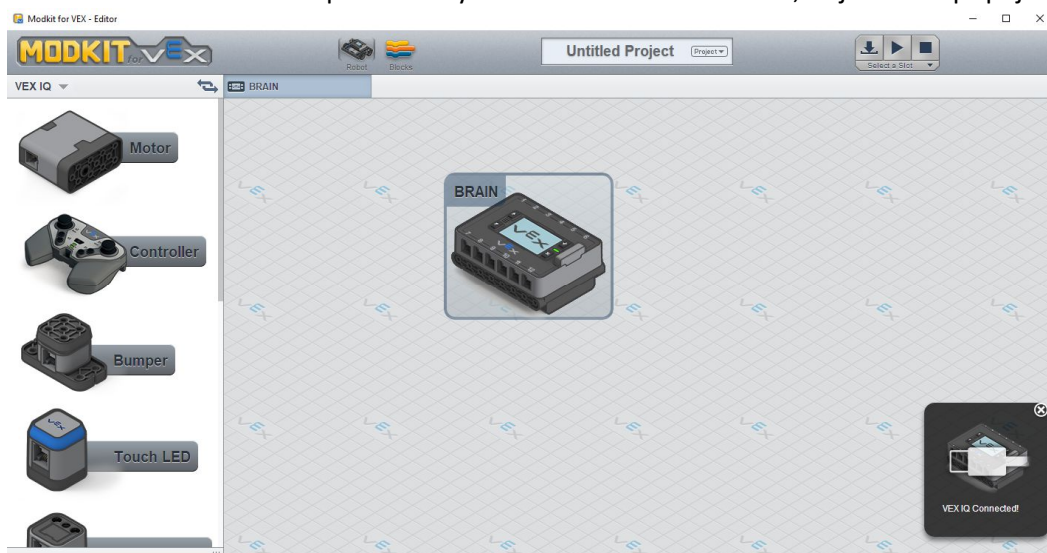 Modkit for VEX - Editor
MODKIT for VEX
Robot
Blocks
Untitled Project
Project
Select a Slot
VEX IQ
BRAIN
Motor
Controller
Bumper
Touch LED
BRAIN
VEX
VEX IQ Connected!